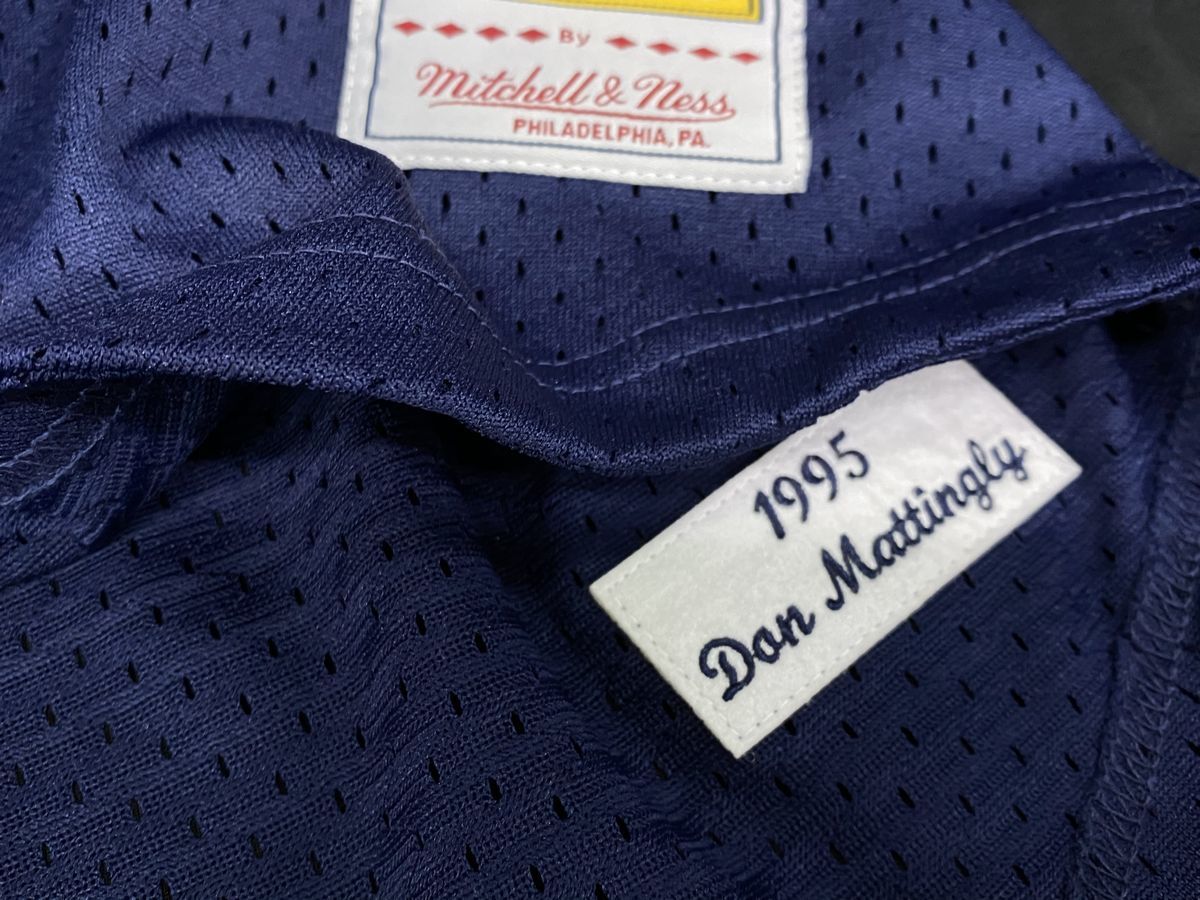 By
Mitchell & Ness
PHILADELPHIA, PA.
1995
Don Mattingly